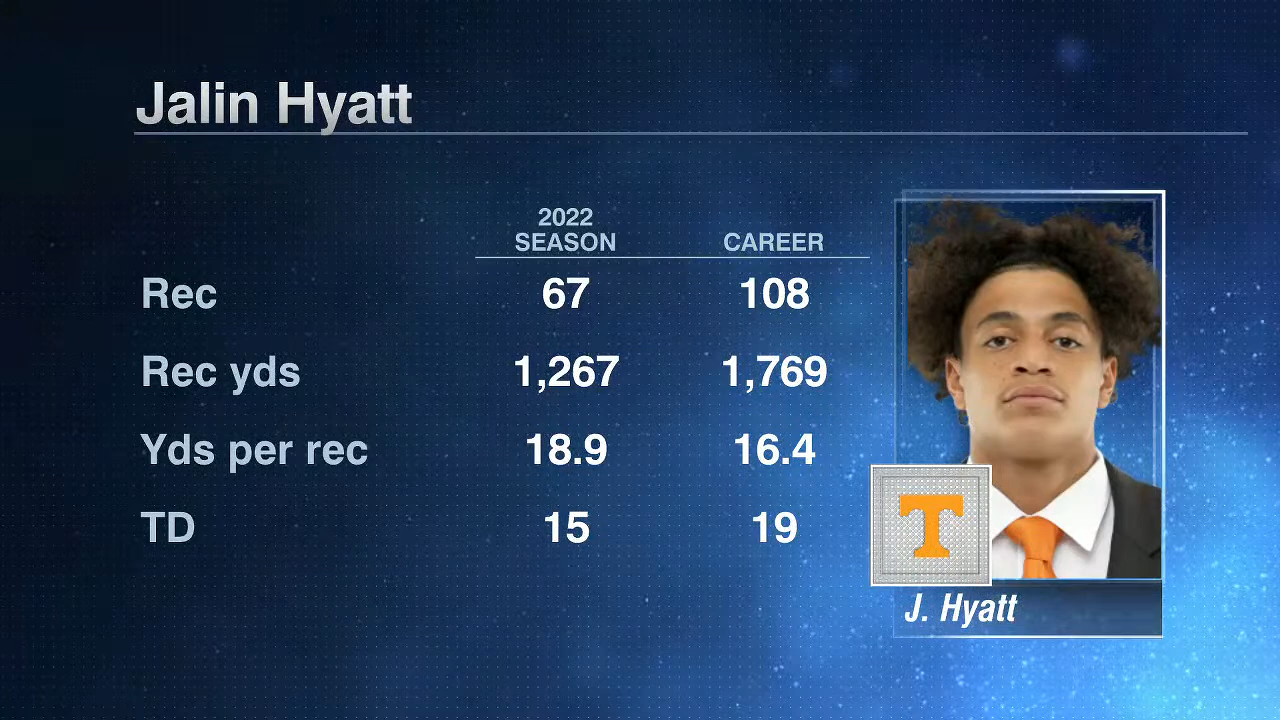 Jalin Hyatt
2022
SEASON CAREER
Rec 67 108
Rec yds 1,267 1,769
Yds per rec 18.9 16.4
TD 15 19
T
J. Hyatt